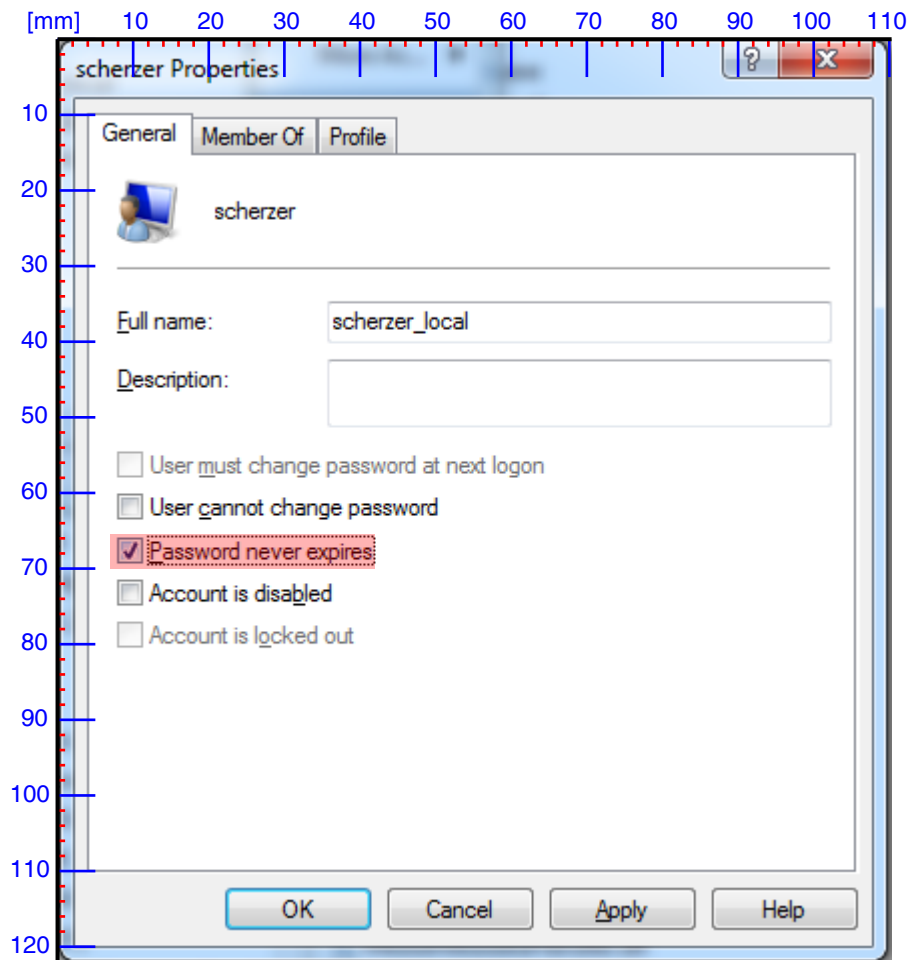 [mm] 10 20 30 40 50 60 70 80 90 100 110
scherzer Properties
?
10
General Member Of Profile
20
scherzer
30
Full name: scherzer_local
40
Description:
50
User must change password at next logon
60
User cannot change password
Password never expires
70
Account is disabled
Account is locked out
80
90
100
110
OK Cancel Apply Help
120